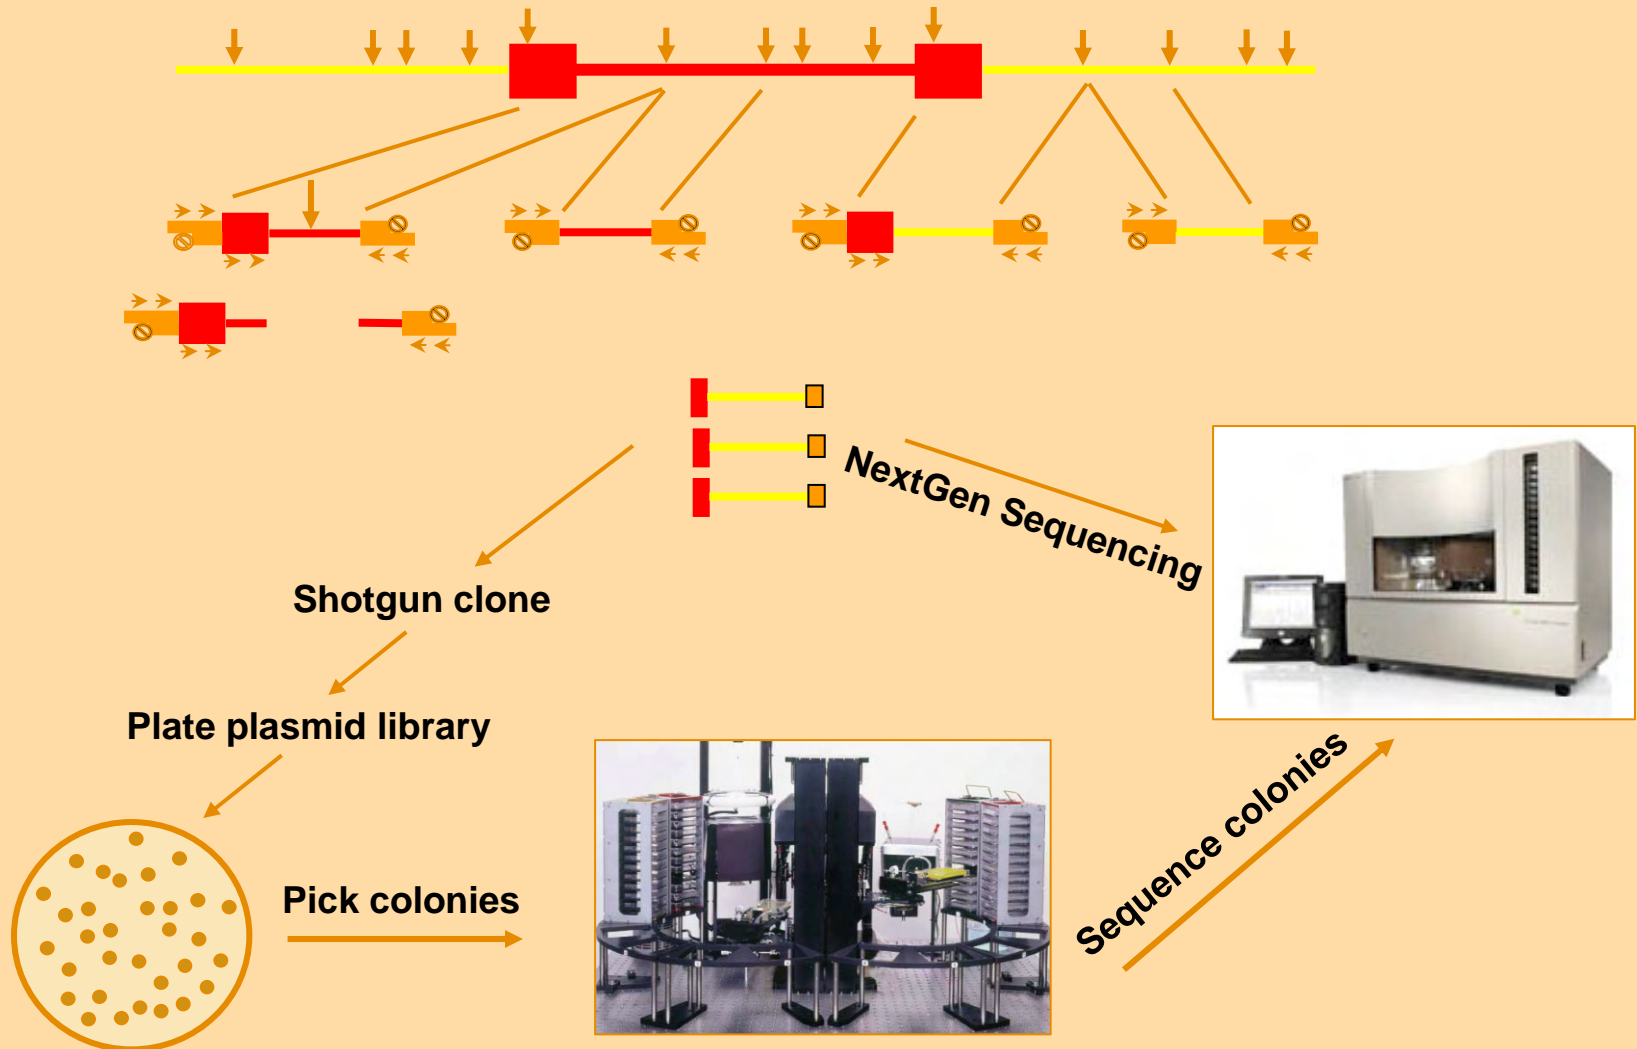 NextGen Sequencing
Shotgun clone
Plate plasmid library
Pick colonies
Sequence colonies